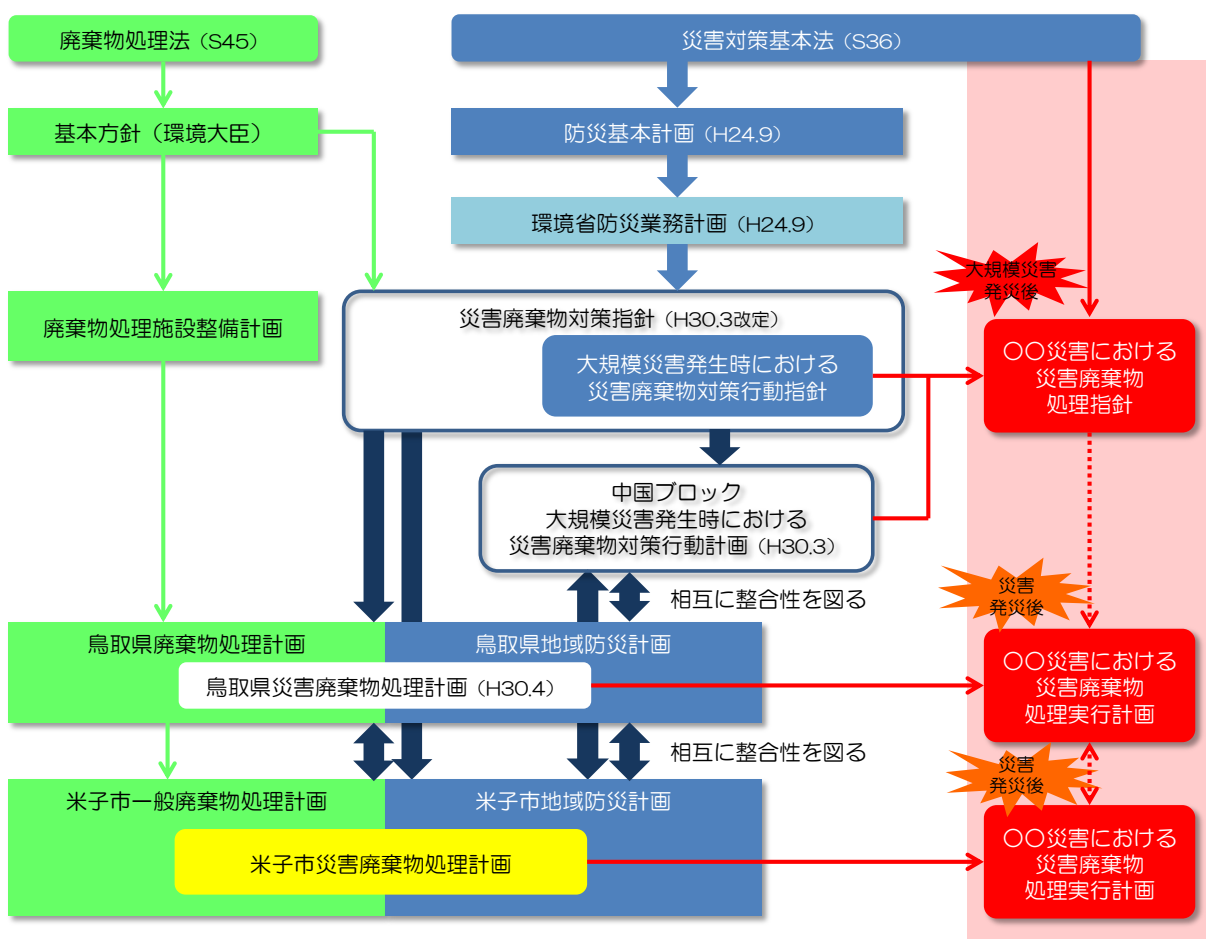 廃棄物処理法（S45）
災害対策基本法（S36）
基本方針（環境大臣）
防災基本計画（H24.9）
環境省防災業務計画（H24.9）
大規模災害
発災後
廃棄物処理施設整備計画
災害廃棄物対策指針（H30.3改定）
大規模災害発生時における
災害廃棄物対策行動指針
〇〇災害における
災害廃棄物
処理指針
中国ブロック
大規模災害発生時における
災害廃棄物対策行動計画（H30.3）
相互に整合性を図る
災害
発災後
鳥取県廃棄物処理計画
鳥取県地域防災計画
鳥取県災害廃棄物処理計画（H30.4）
〇〇災害における
災害廃棄物
処理実行計画
相互に整合性を図る
災害
発災後
米子市一般廃棄物処理計画
米子市地域防災計画
米子市災害廃棄物処理計画
〇〇災害における
災害廃棄物
処理実行計画